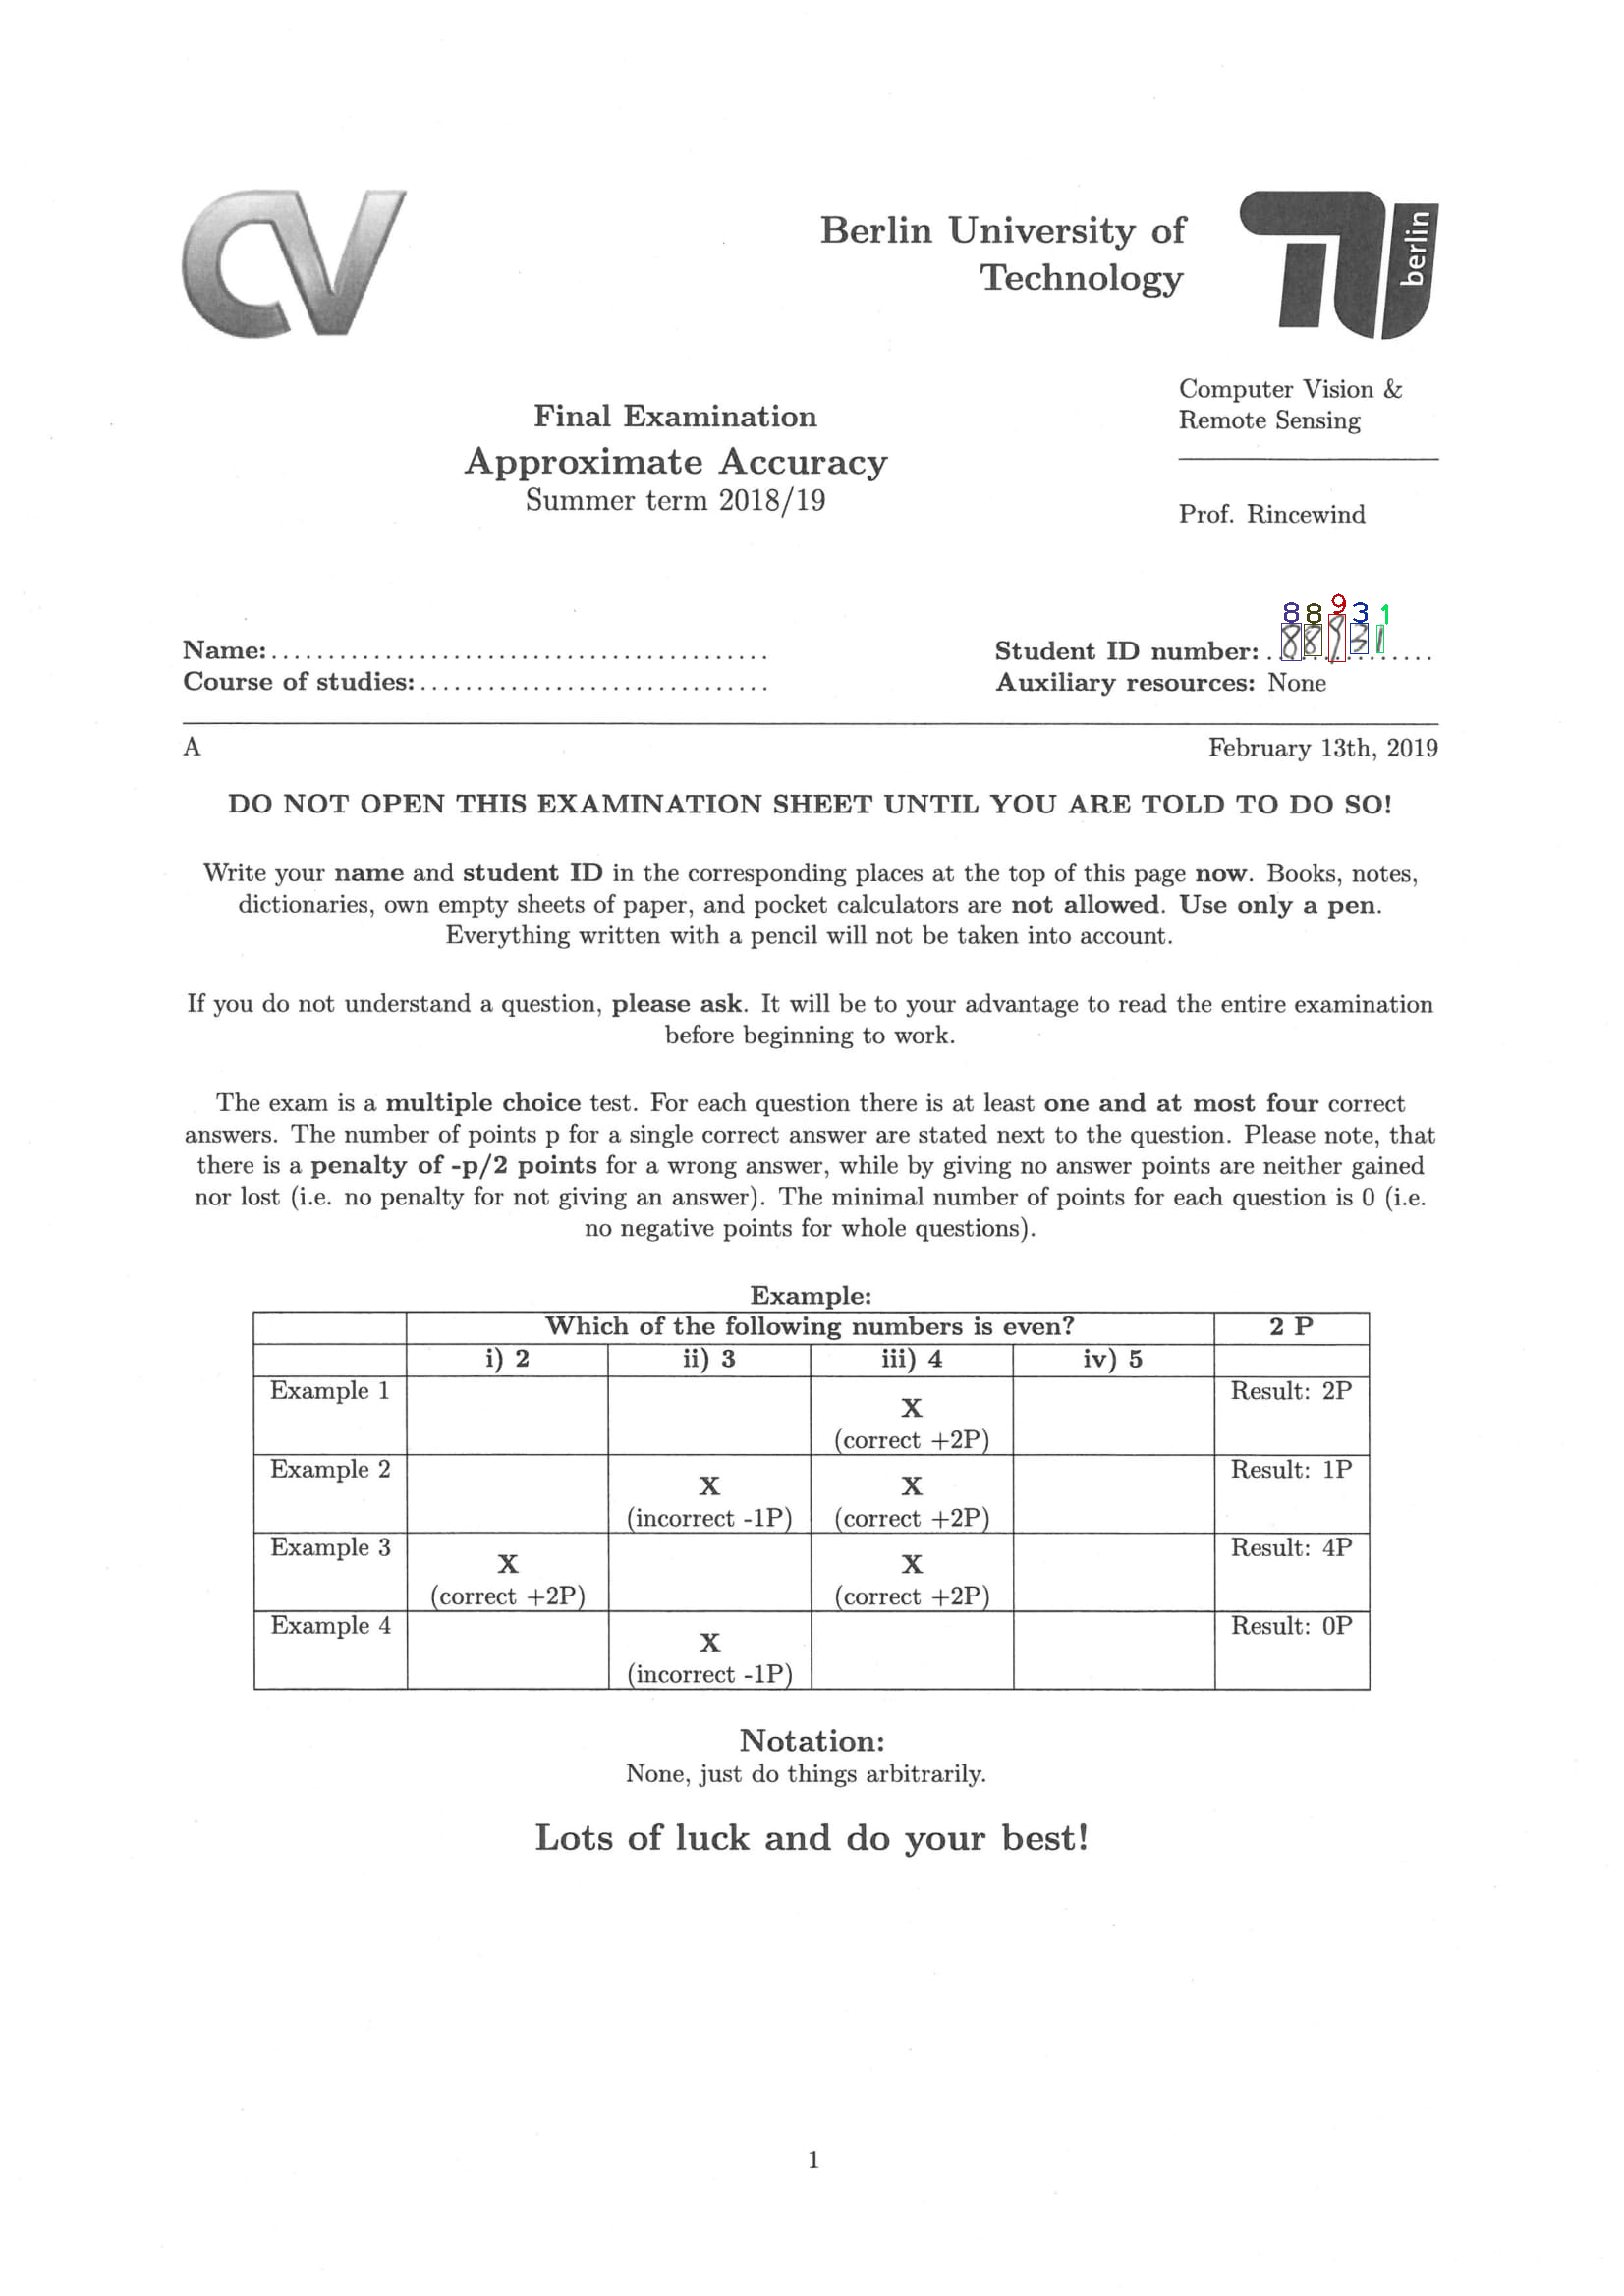 CV
Berlin University of
Technology
berlin
Computer Vision &
Remote Sensing
Final Examination
Approximate Accuracy
Summer term 2018/19
Prof. Rincewind
8 8 9 3 1
Name:........................................... Student ID number: . 88931 ....
Course of studies:............................... Auxiliary resources: None
A February 13th, 2019
DO NOT OPEN THIS EXAMINATION SHEET UNTIL YOU ARE TOLD TO DO SO!
Write your name and student ID in the corresponding places at the top of this page now. Books, notes,
dictionaries, own empty sheets of paper, and pocket calculators are not allowed. Use only a pen.
Everything written with a pencil will not be taken into account.
If you do not understand a question, please ask. It will be to your advantage to read the entire examination
before beginning to work.
The exam is a multiple choice test. For each question there is at least one and at most four correct
answers. The number of points p for a single correct answer are stated next to the question. Please note, that
there is a penalty of -p/2 points for a wrong answer, while by giving no answer points are neither gained
nor lost (i.e. no penalty for not giving an answer). The minimal number of points for each question is 0 (i.e.
no negative points for whole questions).
Example:
Which of the following numbers is even? 2 P
i) 2 ii) 3 iii) 4 iv) 5
Example 1 Result: 2P
X
(correct +2P)
Example 2 Result: 1P
X X
(incorrect -1P) (correct +2P)
Example 3 Result: 4P
X X
(correct +2P) (correct +2P)
Example 4 Result: 0P
X
(incorrect -1P)
Notation:
None, just do things arbitrarily.
Lots of luck and do your best!
1